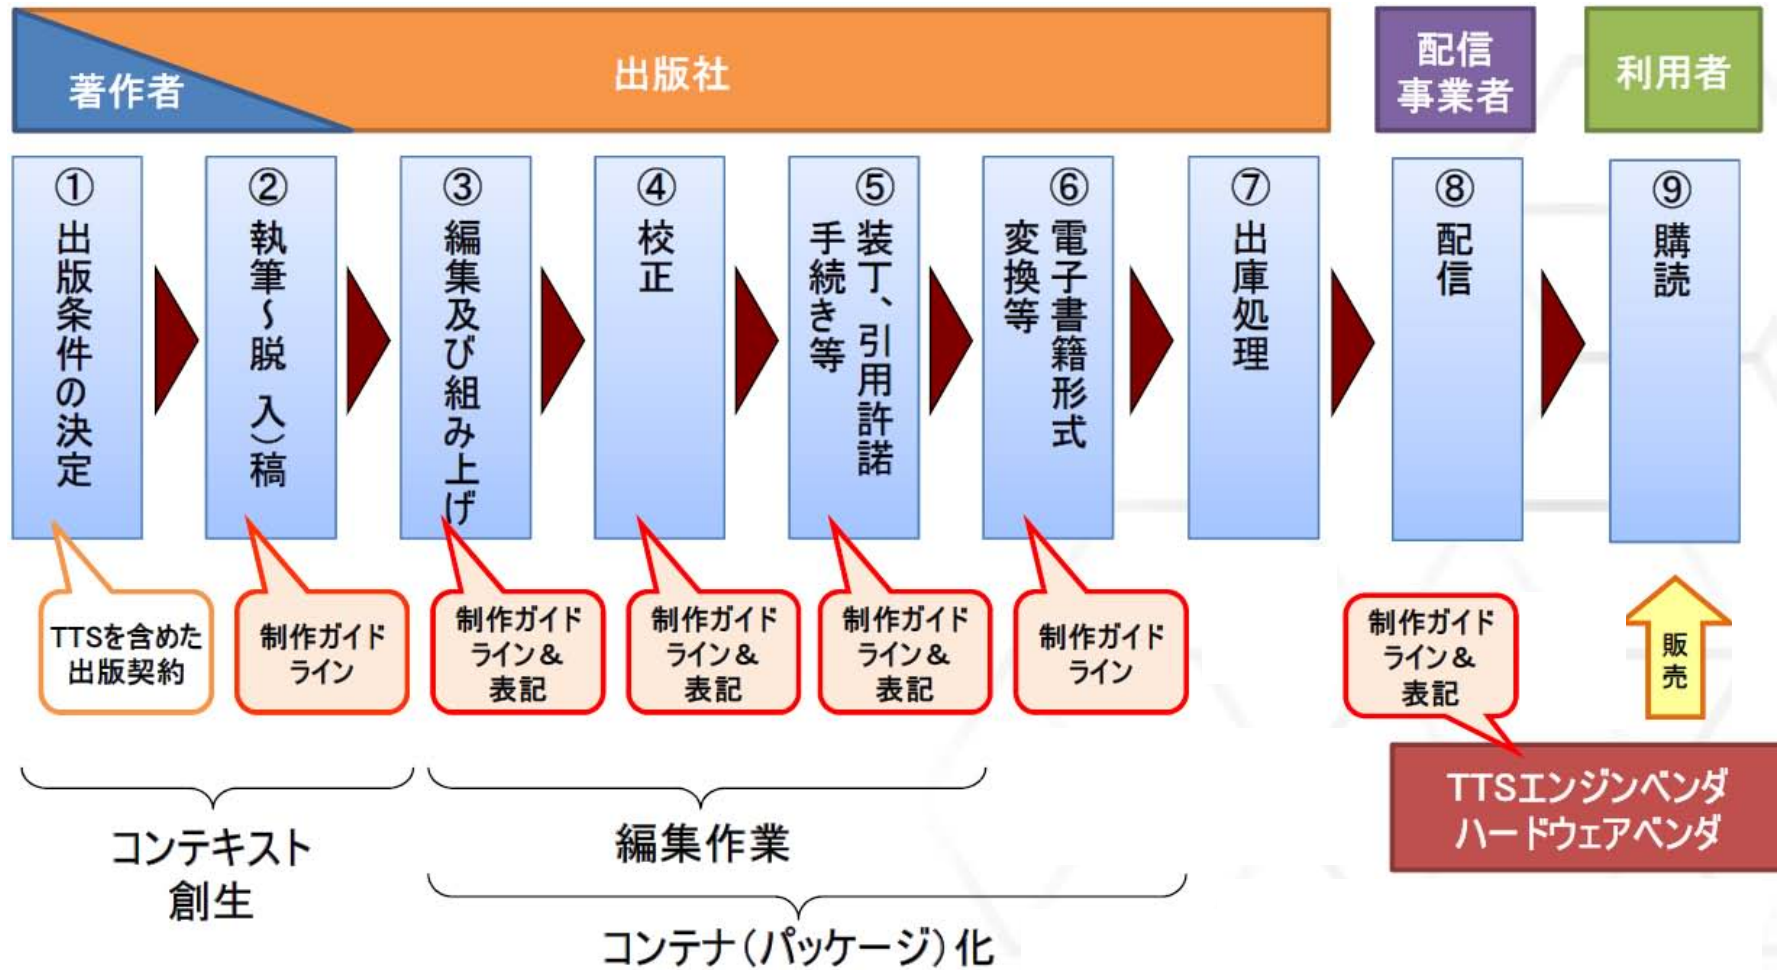 著作者
出版社
配信
事業者
利用者
①出版条件の決定
②執筆～脱 入）稿
③編集及び組み上げ
④校正
⑤装丁、引用許諾
手続き等
⑥電子書籍形式
変換等
⑦出庫処理
⑧配信
⑨購読
TTSを含めた
出版契約
制作ガイド
ライン
制作ガイド
ライン＆
表記
制作ガイド
ライン＆
表記
制作ガイド
ライン＆
表記
制作ガイド
ライン
制作ガイド
ライン＆
表記
販売
TTSエンジンベンダ
ハードウェアベンダ
コンテキスト
創生
編集作業
コンテナ（パッケージ）化